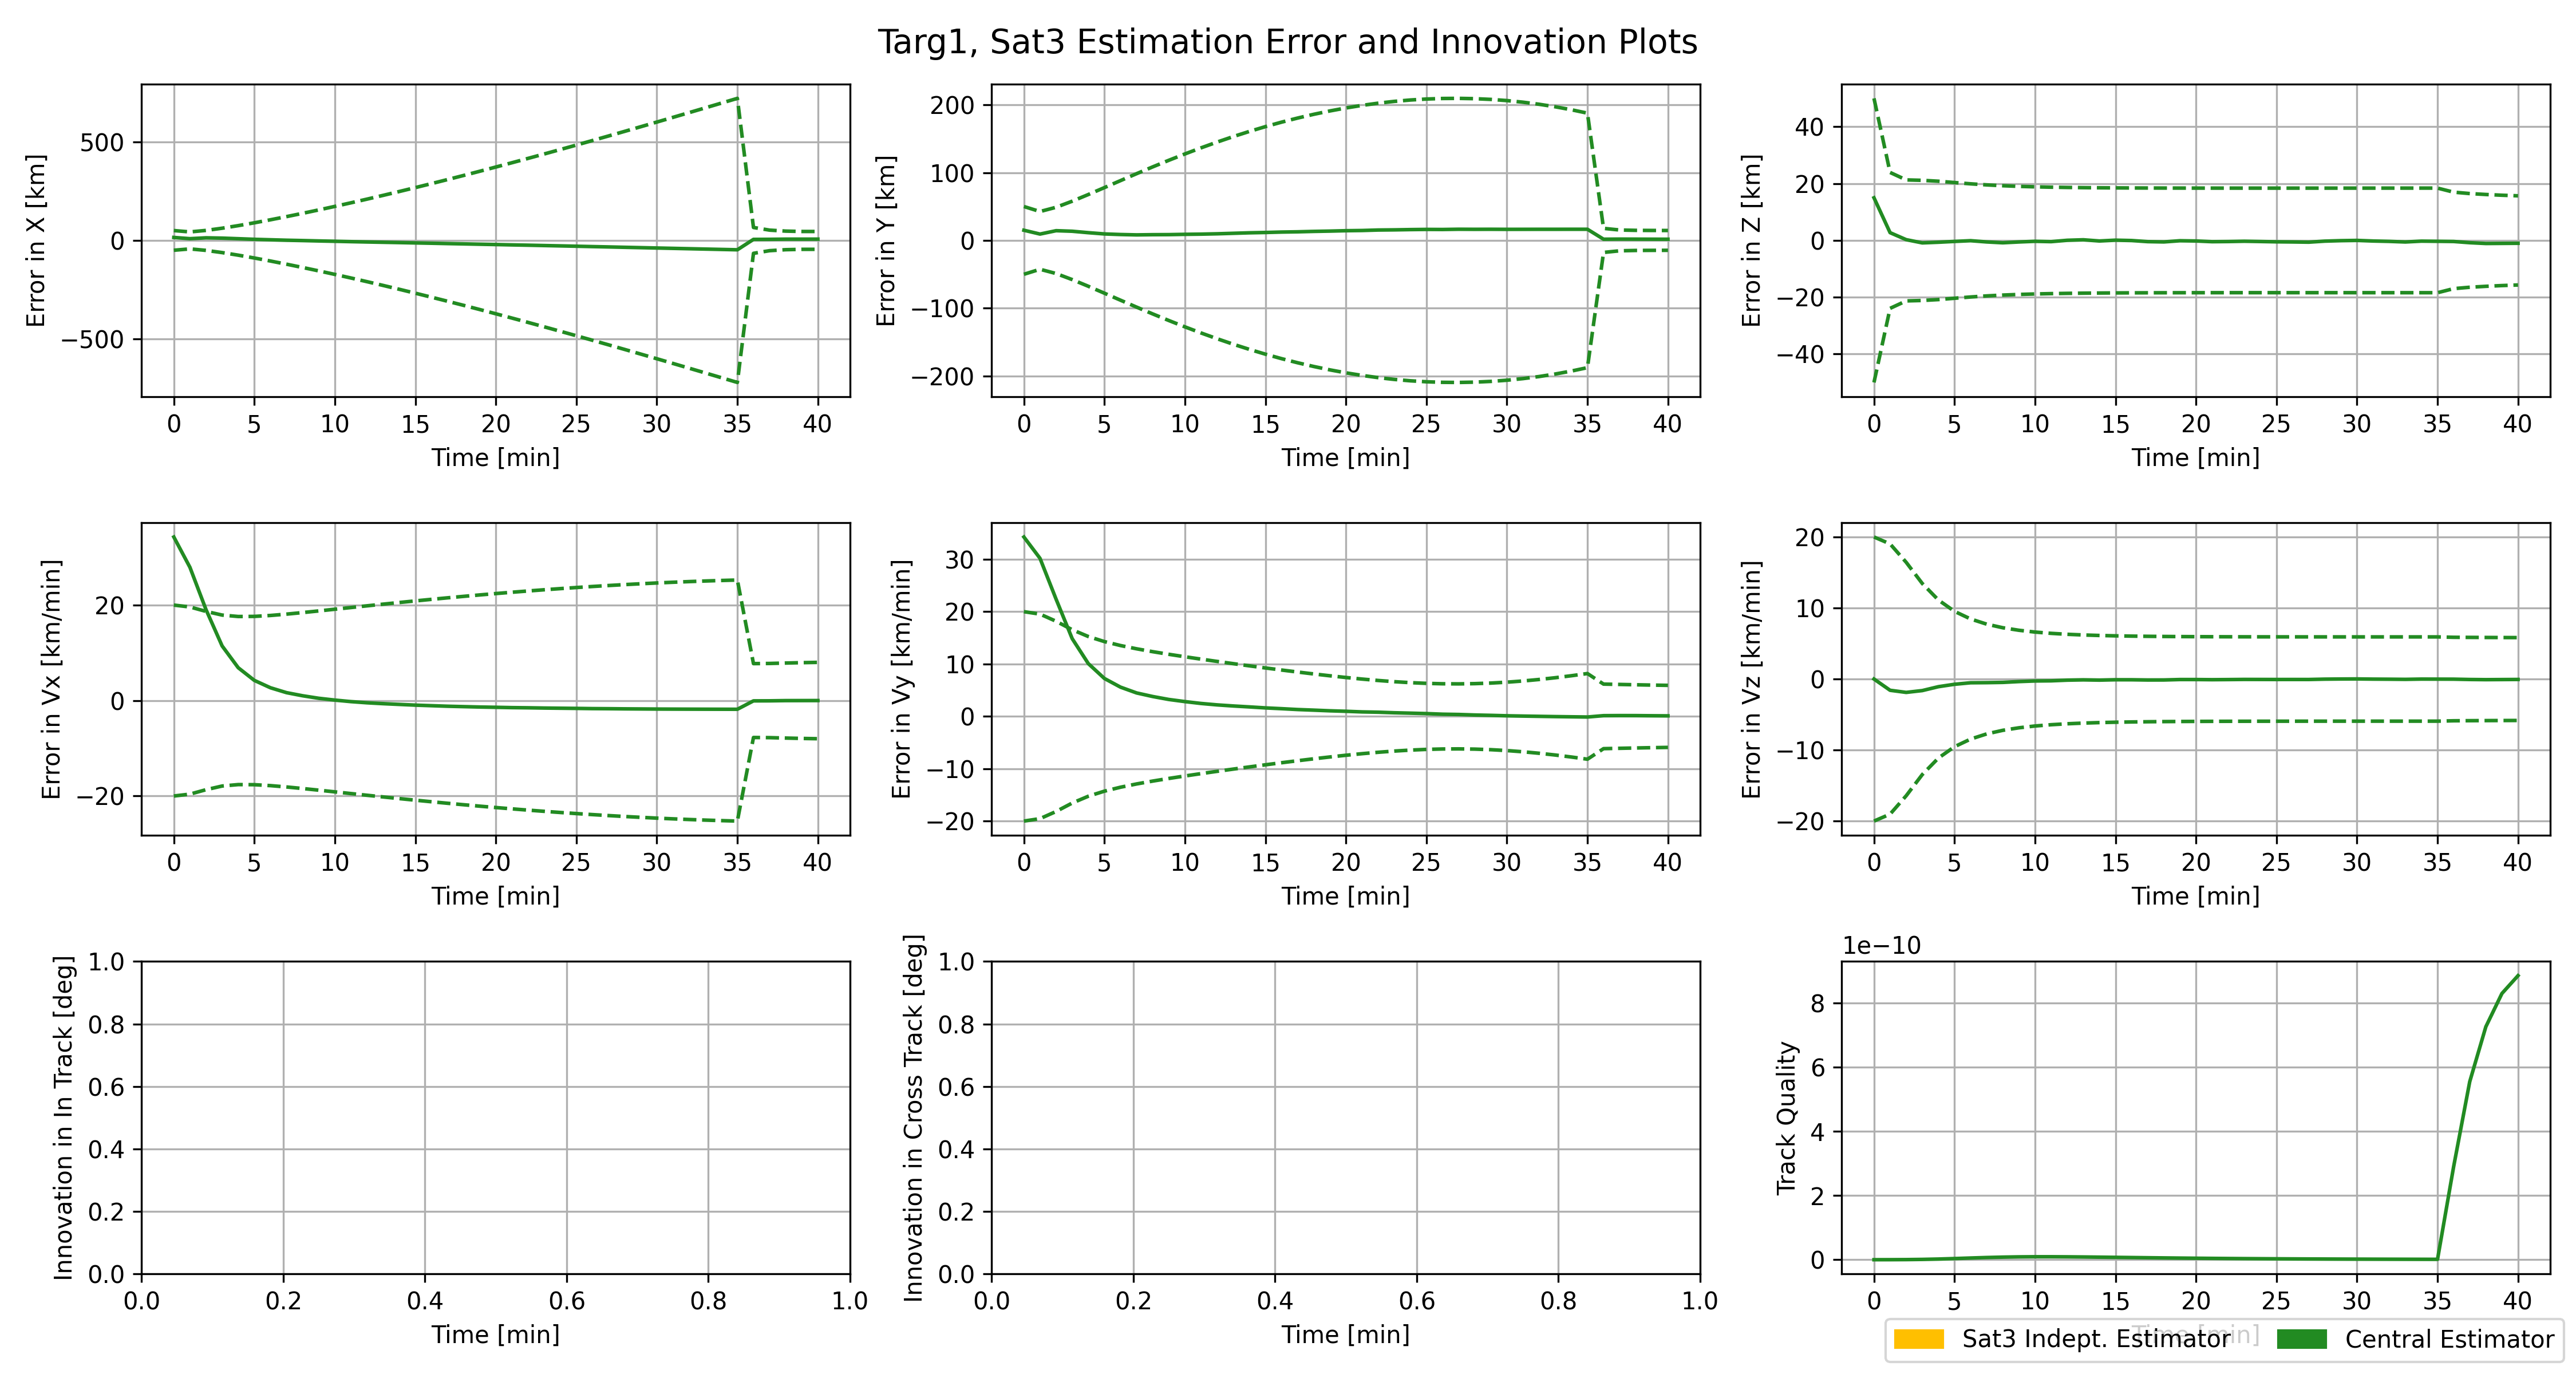 Targ1, Sat3 Estimation Error and Innovation Plots
Error in X [km]
500
0
−500
0 5 10 15 20 25 30 35 40
Time [min]
Error in Y [km]
200
100
0
−100
−200
0 5 10 15 20 25 30 35 40
Time [min]
Error in Z [km]
40
20
0
−20
−40
0 5 10 15 20 25 30 35 40
Time [min]
Error in Vx [km/min]
20
0
−20
0 5 10 15 20 25 30 35 40
Time [min]
Error in Vy [km/min]
30
20
10
0
−10
−20
0 5 10 15 20 25 30 35 40
Time [min]
Error in Vz [km/min]
20
10
0
−10
−20
0 5 10 15 20 25 30 35 40
Time [min]
Innovation in In Track [deg]
1.0
0.8
0.6
0.4
0.2
0.0
0.0 0.2 0.4 0.6 0.8 1.0
Time [min]
Innovation in Cross Track [deg]
1.0
0.8
0.6
0.4
0.2
0.0
0.0 0.2 0.4 0.6 0.8 1.0
Time [min]
1e−10
Track Quality
8
6
4
2
0
0 5 10 15 20 25 30 35 40
Time [min]
Sat3 Indept. Estimator
Central Estimator